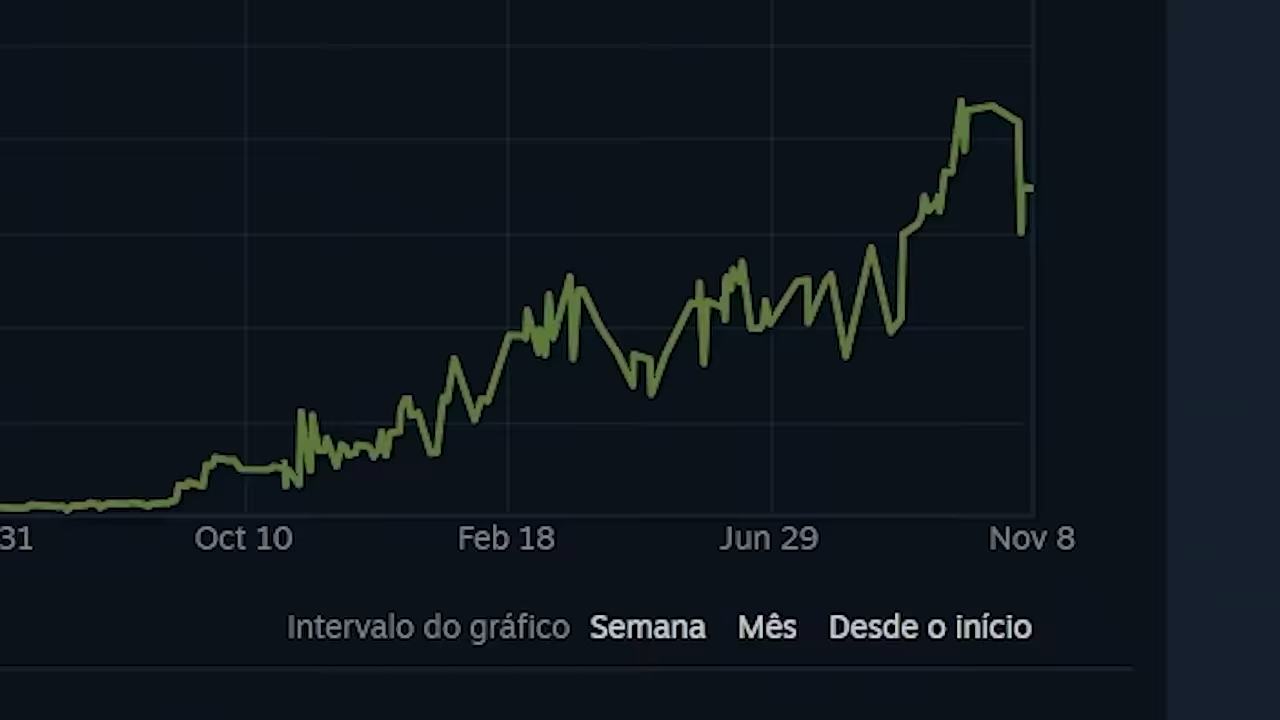 31 Oct 10 Feb 18 Jun 29 Nov 8
Intervalo do gráfico Semana Mês Desde o início